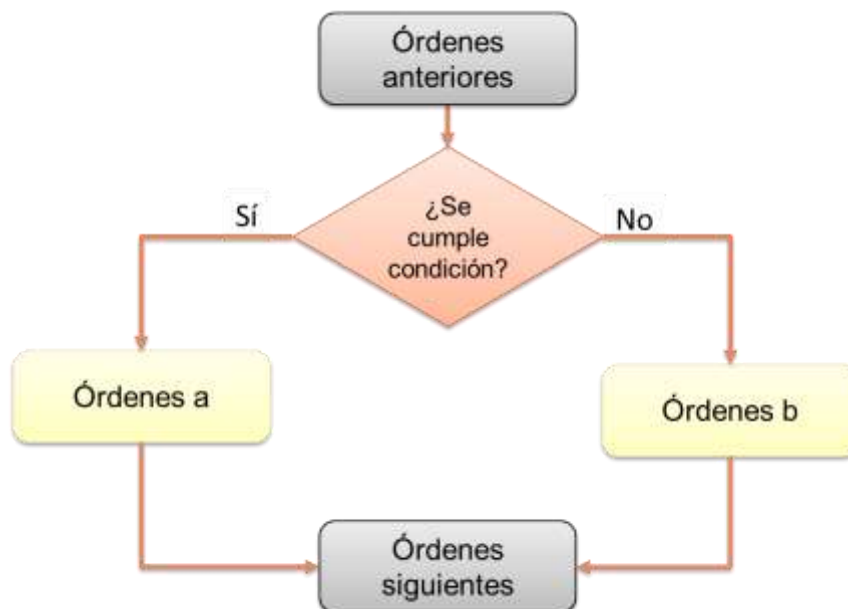 Órdenes
anteriores
Sí
¿Se
cumple
condición?
No
Órdenes a
Órdenes b
Órdenes
siguientes